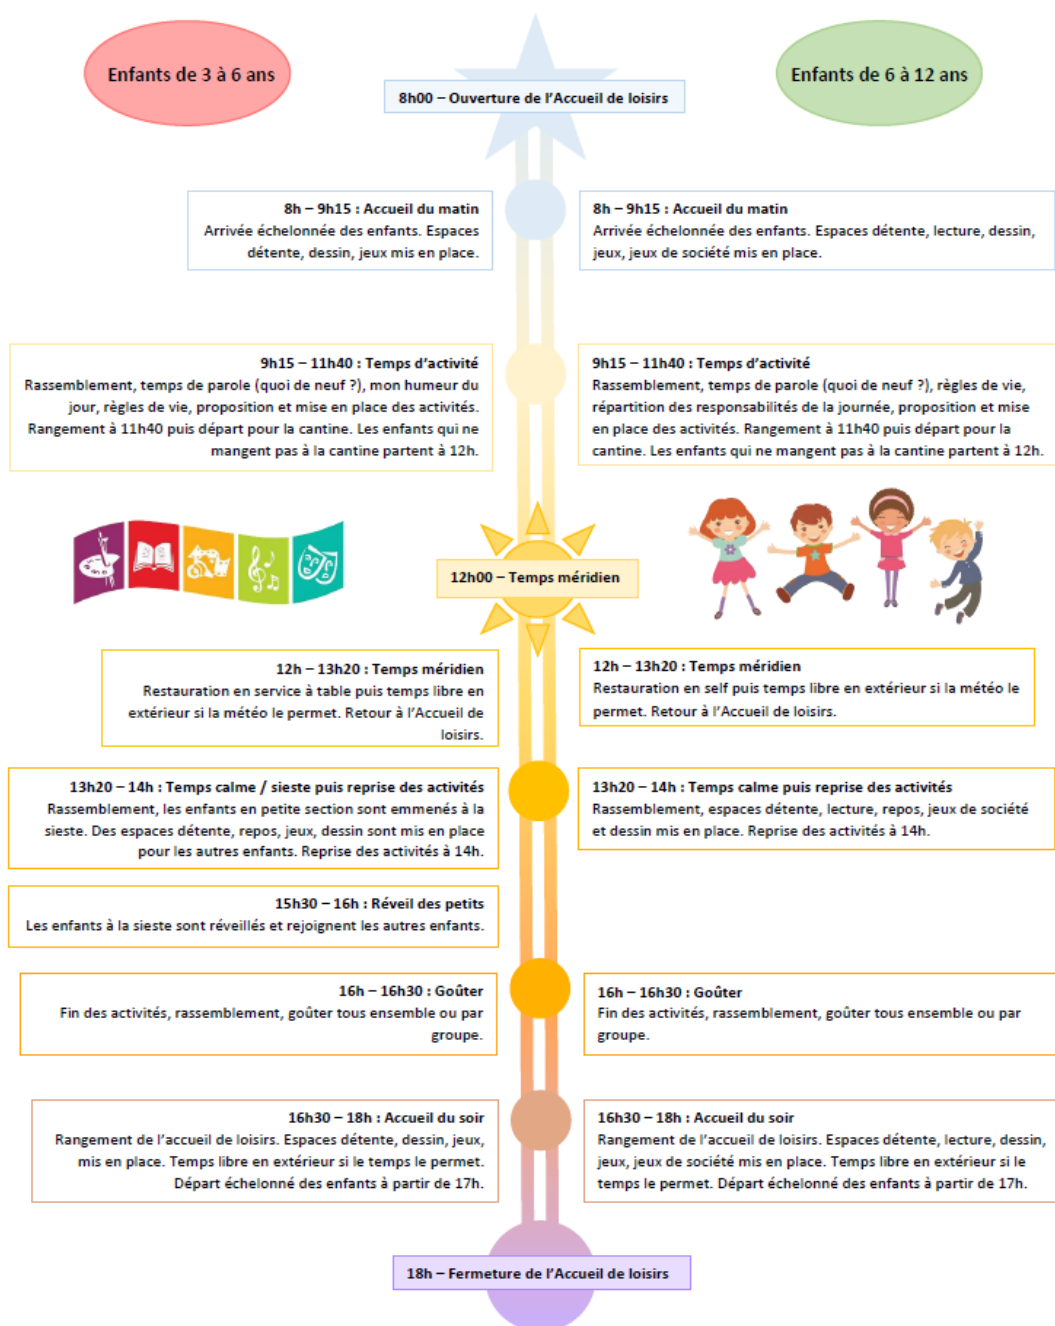 Enfants de 3 à 6 ans
Enfants de 6 à 12 ans
8h00 – Ouverture de l'Accueil de loisirs
8h – 9h15 : Accueil du matin
Arrivée échelonnée des enfants. Espaces
détente, dessin, jeux mis en place.
8h – 9h15 : Accueil du matin
Arrivée échelonnée des enfants. Espaces détente, lecture, dessin,
jeux, jeux de société mis en place.
9h15 – 11h40 : Temps d'activité
Rassemblement, temps de parole (quoi de neuf ?), mon humeur du
jour, règles de vie, proposition et mise en place des activités.
Rangement à 11h40 puis départ pour la cantine. Les enfants qui ne
mangent pas à la cantine partent à 12h.
9h15 – 11h40 : Temps d'activité
Rassemblement, temps de parole (quoi de neuf ?), règles de vie,
répartition des responsabilités de la journée, proposition et mise
en place des activités. Rangement à 11h40 puis départ pour la
cantine. Les enfants qui ne mangent pas à la cantine partent à 12h.
12h00 – Temps méridien
12h – 13h20 : Temps méridien
Restauration en service à table puis temps libre en
extérieur si la météo le permet. Retour à l'Accueil de
loisirs.
12h – 13h20 : Temps méridien
Restauration en self puis temps libre en extérieur si la météo le
permet. Retour à l'Accueil de loisirs.
13h20 – 14h : Temps calme / sieste puis reprise des activités
Rassemblement, les enfants en petite section sont emmenés à la
sieste. Des espaces détente, repos, jeux, dessin sont mis en place
pour les autres enfants. Reprise des activités à 14h.
13h20 – 14h : Temps calme puis reprise des activités
Rassemblement, espaces détente, lecture, repos, jeux de société
et dessin mis en place. Reprise des activités à 14h.
15h30 – 16h : Réveil des petits
Les enfants à la sieste sont réveillés et rejoignent les autres enfants.
16h – 16h30 : Goûter
Fin des activités, rassemblement, goûter tous ensemble ou par
groupe.
16h – 16h30 : Goûter
Fin des activités, rassemblement, goûter tous ensemble ou par
groupe.
16h30 – 18h : Accueil du soir
Rangement de l'accueil de loisirs. Espaces détente, dessin, jeux,
mis en place. Temps libre en extérieur si le temps le permet.
Départ échelonné des enfants à partir de 17h.
16h30 – 18h : Accueil du soir
Rangement de l'accueil de loisirs. Espaces détente, lecture, dessin,
jeux, jeux de société mis en place. Temps libre en extérieur si le
temps le permet. Départ échelonné des enfants à partir de 17h.
18h – Fermeture de l'Accueil de loisirs